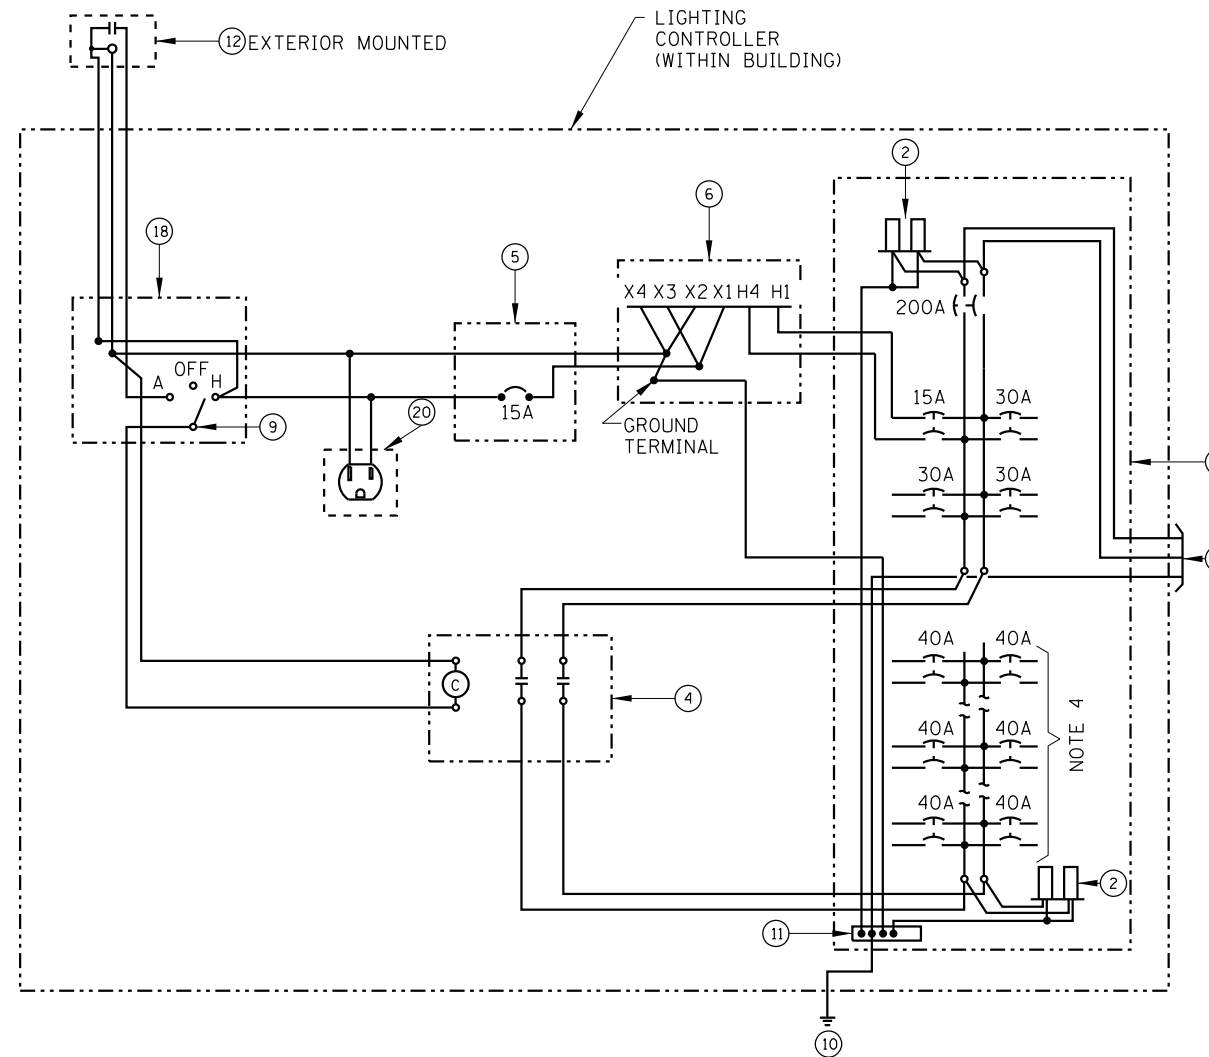 LIGHTING
CONTROLLER
(WITHIN BUILDING)
12 EXTERIOR MOUNTED
2
6
18
5
X4 X3 X2 X1 H4 H1
200A
OFF
A H
15A
20
9
GROUND
TERMINAL
15A 30A
30A 30A
40A 40A
C
4
40A 40A
NOTE 4
40A 40A
2
11
10